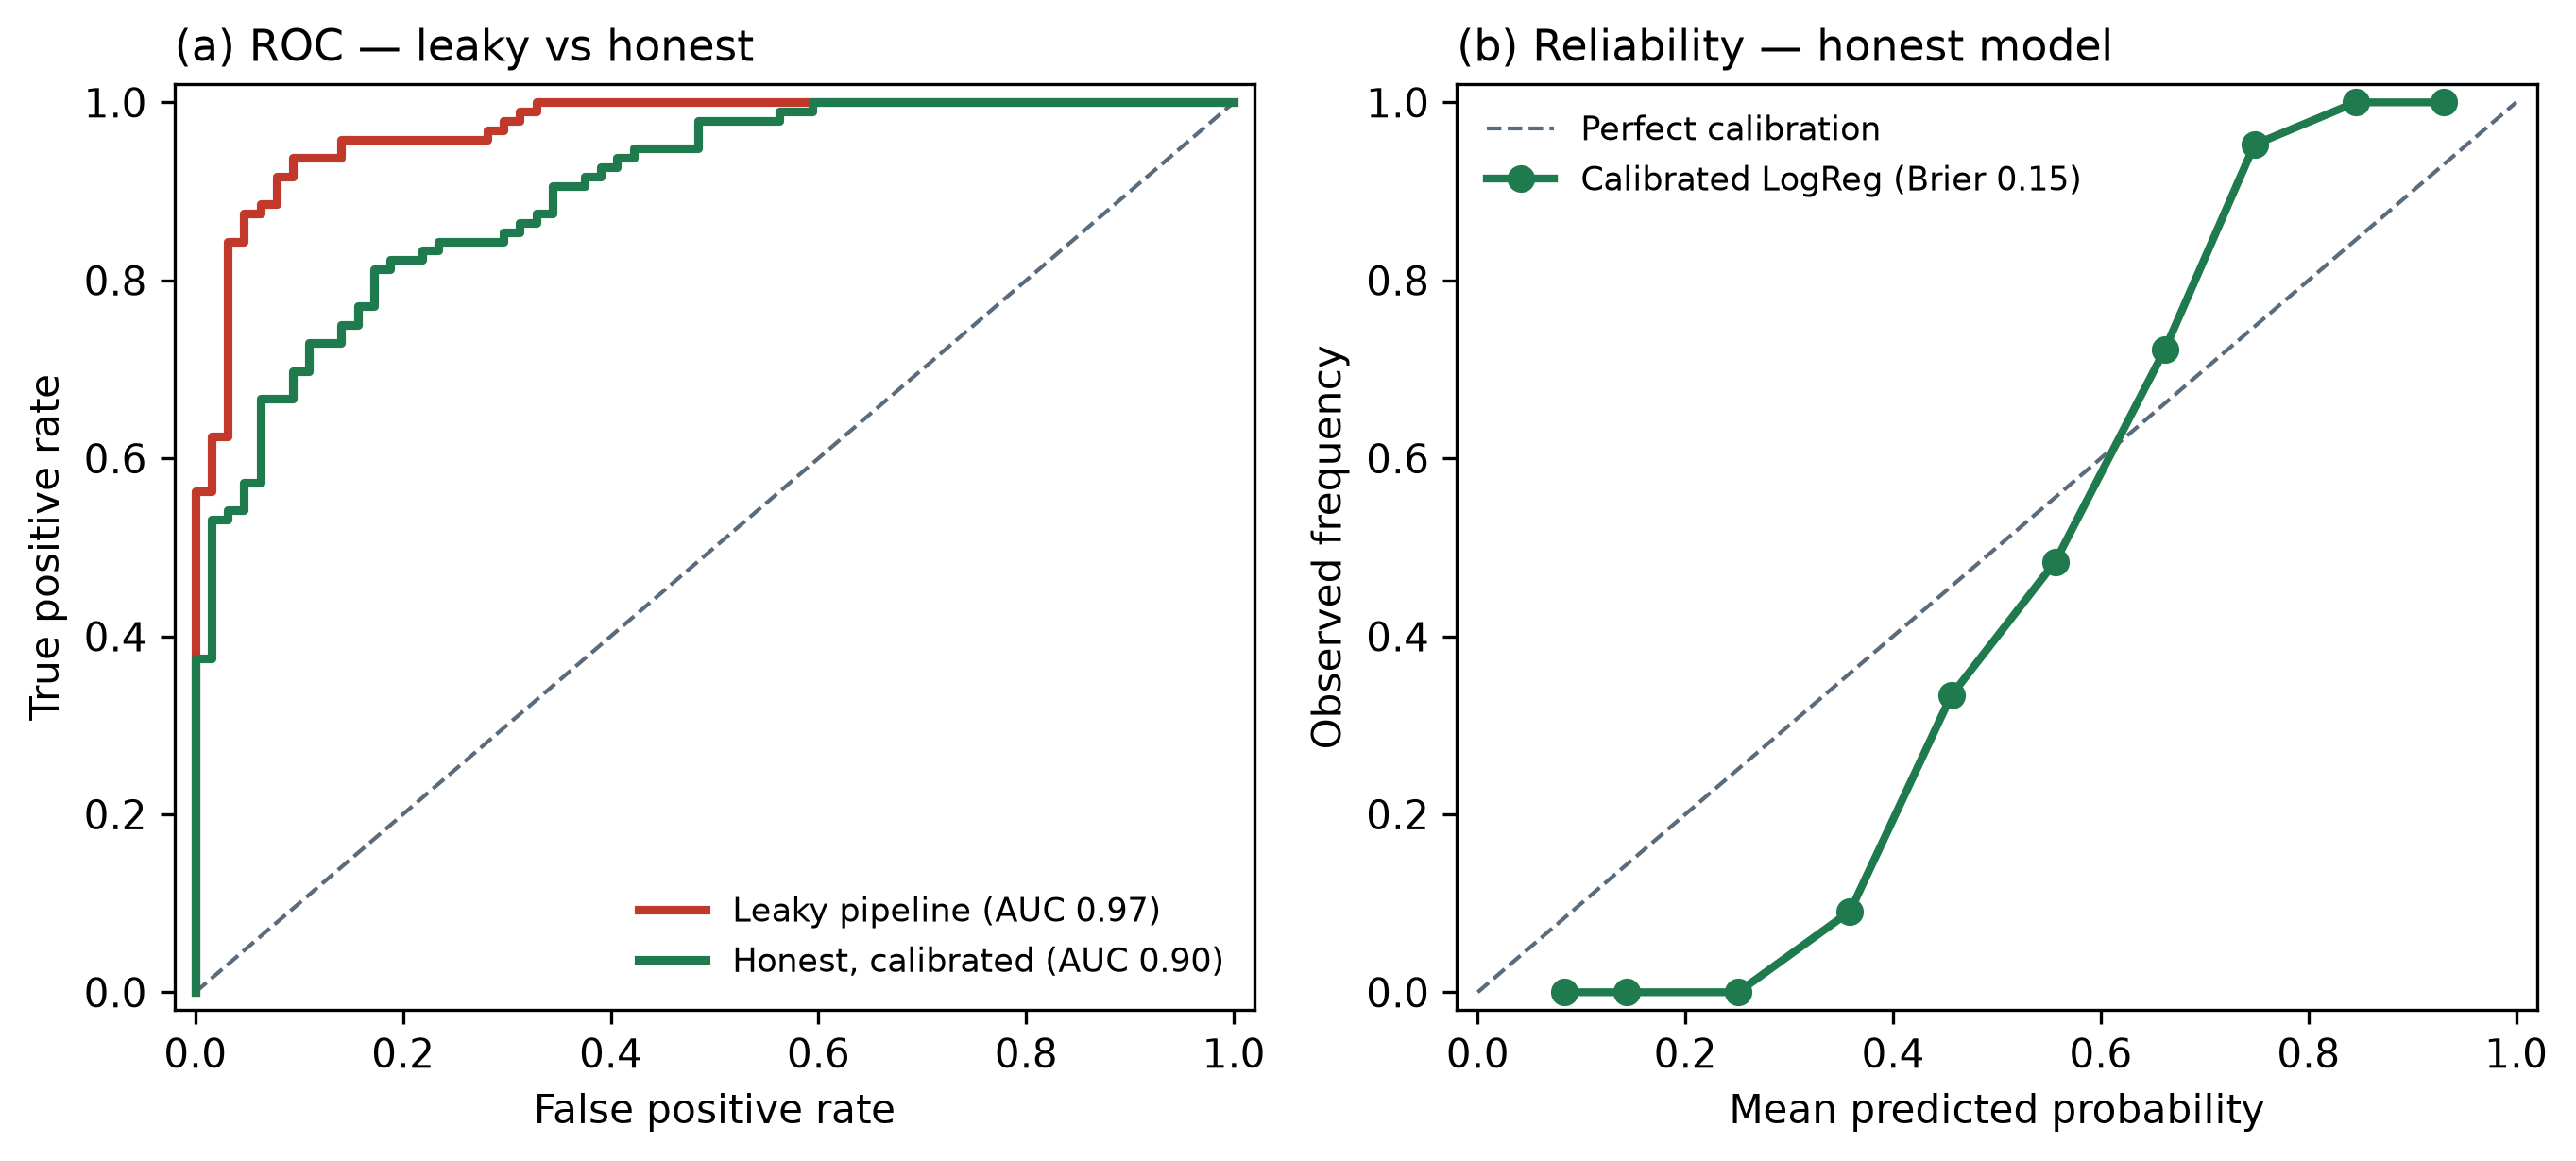 (a) ROC — leaky vs honest
True positive rate
1.0
0.8
0.6
0.4
0.2
0.0
Leaky pipeline (AUC 0.97)
Honest, calibrated (AUC 0.90)
0.0 0.2 0.4 0.6 0.8 1.0
False positive rate
(b) Reliability — honest model
Observed frequency
1.0
0.8
0.6
0.4
0.2
0.0
Perfect calibration
Calibrated LogReg (Brier 0.15)
0.0 0.2 0.4 0.6 0.8 1.0
Mean predicted probability